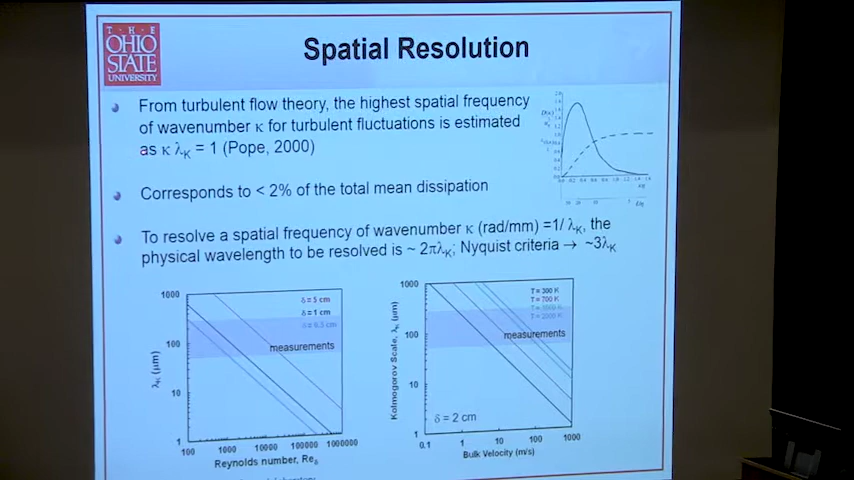 T · H · E
OHIO
STATE
UNIVERSITY
Spatial Resolution
From turbulent flow theory, the highest spatial frequency
of wavenumber κ for turbulent fluctuations is estimated
as κ λK = 1 (Pope, 2000)
Corresponds to < 2% of the total mean dissipation
To resolve a spatial frequency of wavenumber κ (rad/mm) =1/ λK, the
physical wavelength to be resolved is ~ 2πλK; Nyquist criteria → ~3λK
1000
100
10
1
λK (μm)
δ = 5 cm
δ = 1 cm
measurements
100 1000 10000 100000 1000000
Reynolds number, Reδ
1000
100
10
1
Kolmogorov Scale, λK (μm)
T = 300 K
T = 700 K
measurements
δ = 2 cm
0.1 1 10 100 1000
Bulk Velocity (m/s)